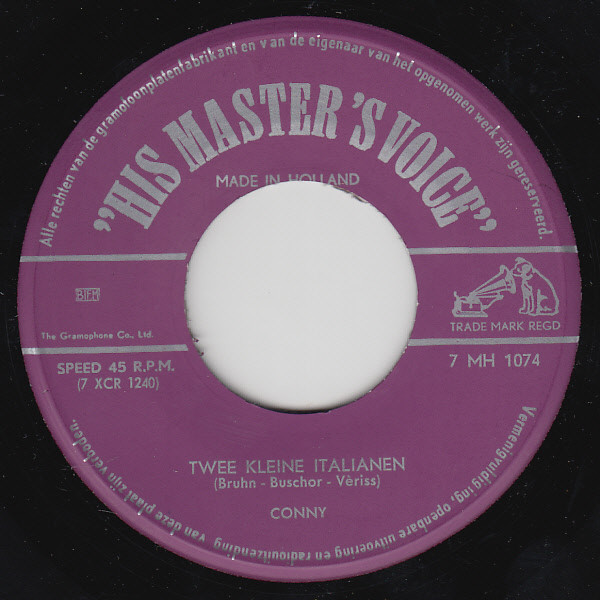 Alle rechten van de gramofoonplatenfabrikant en van de eigenaar van het opgenomen werk zijn gereserveerd.
"HIS MASTER'S VOICE"
MADE IN HOLLAND
BIEM
The Gramophone Co., Ltd.
TRADE MARK REGD
SPEED 45 R.P.M.
(7 XCR 1240)
7 MH 1074
TWEE KLEINE ITALIANEN
(Bruhn - Buschor - Vèriss)
CONNY
Vermenigvuldiging, openbare uitvoering en radiouitzending van deze plaat zijn verboden.